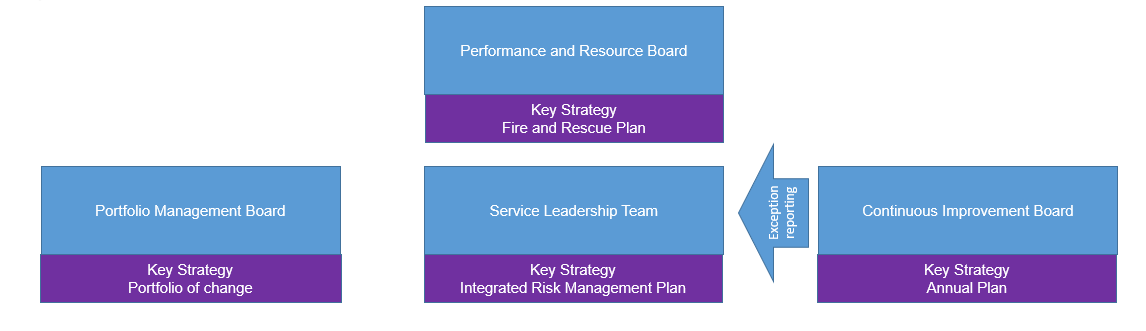 Performance and Resource Board
Key Strategy
Fire and Rescue Plan
Portfolio Management Board
Key Strategy
Portfolio of change
Service Leadership Team
Key Strategy
Integrated Risk Management Plan
Exception
reporting
Continuous Improvement Board
Key Strategy
Annual Plan